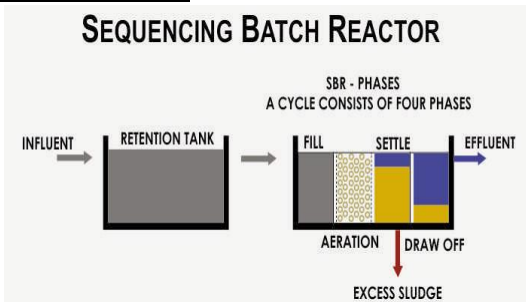 SEQUENCING BATCH REACTOR
SBR - PHASES
A CYCLE CONSISTS OF FOUR PHASES
INFLUENT
RETENTION TANK
FILL
SETTLE
EFFLUENT
AERATION
DRAW OFF
EXCESS SLUDGE